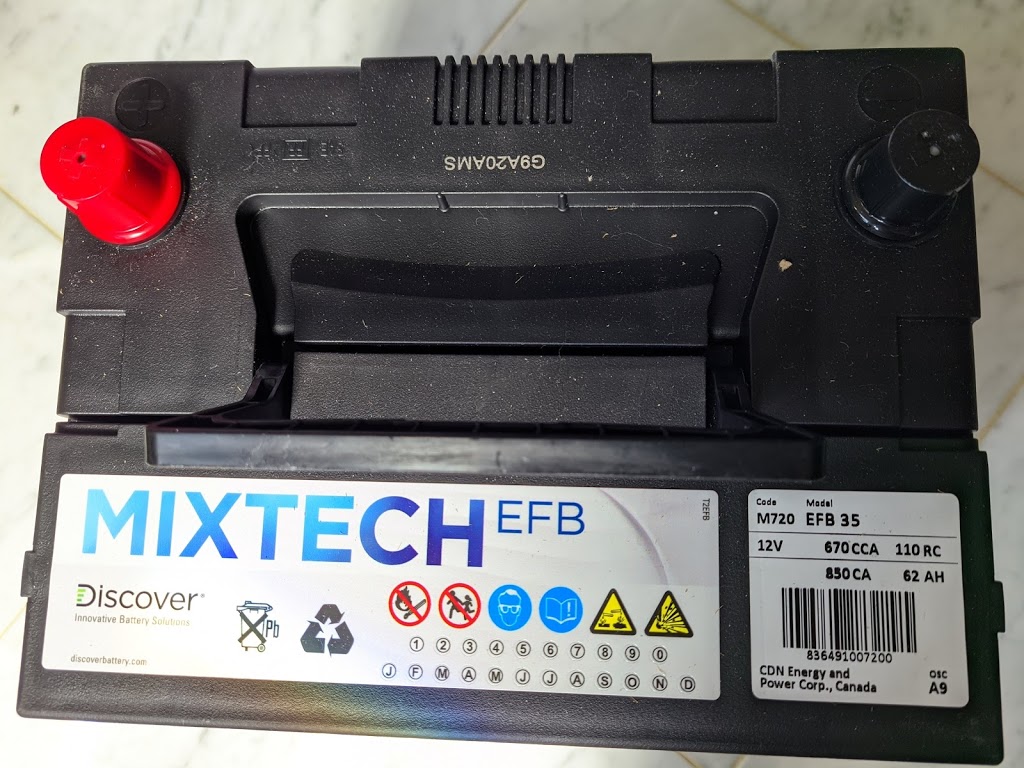 G9A20AMS
MIXTECH EFB
T2EFB
Discover®
Innovative Battery Solutions
discoverbattery.com
Pb
1 2 3 4 5 6 7 8 9 0
J F M A M J J A S O N D
Code Model
M720 EFB 35
12V 670 CCA 110 RC
850 CA 62 AH
836491007200
CDN Energy and
Power Corp., Canada
OSC
A9